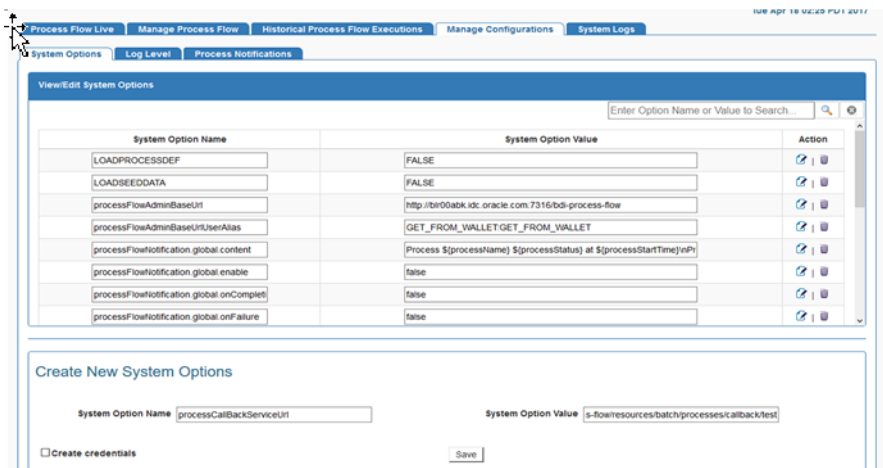 Tue Apr 18 02:25 PDT 2017
Process Flow Live Manage Process Flow Historical Process Flow Executions Manage Configurations System Logs
System Options Log Level Process Notifications
View/Edit System Options
Enter Option Name or Value to Search...
System Option Name System Option Value Action
LOADPROCESSDEF FALSE |
LOADSEEDDATA FALSE |
processFlowAdminBaseUrl http://blr00abk.idc.oracle.com:7316/bdi-process-flow |
processFlowAdminBaseUrlUserAlias GET_FROM_WALLET:GET_FROM_WALLET |
processFlowNotification.global.content Process ${processName} ${processStatus} at ${processStartTime}\nPr |
processFlowNotification.global.enable false |
processFlowNotification.global.onCompleti false |
processFlowNotification.global.onFailure false |
Create New System Options
System Option Name processCallBackServiceUrl System Option Value s-flow/resources/batch/processes/callback/test
Create credentials Save